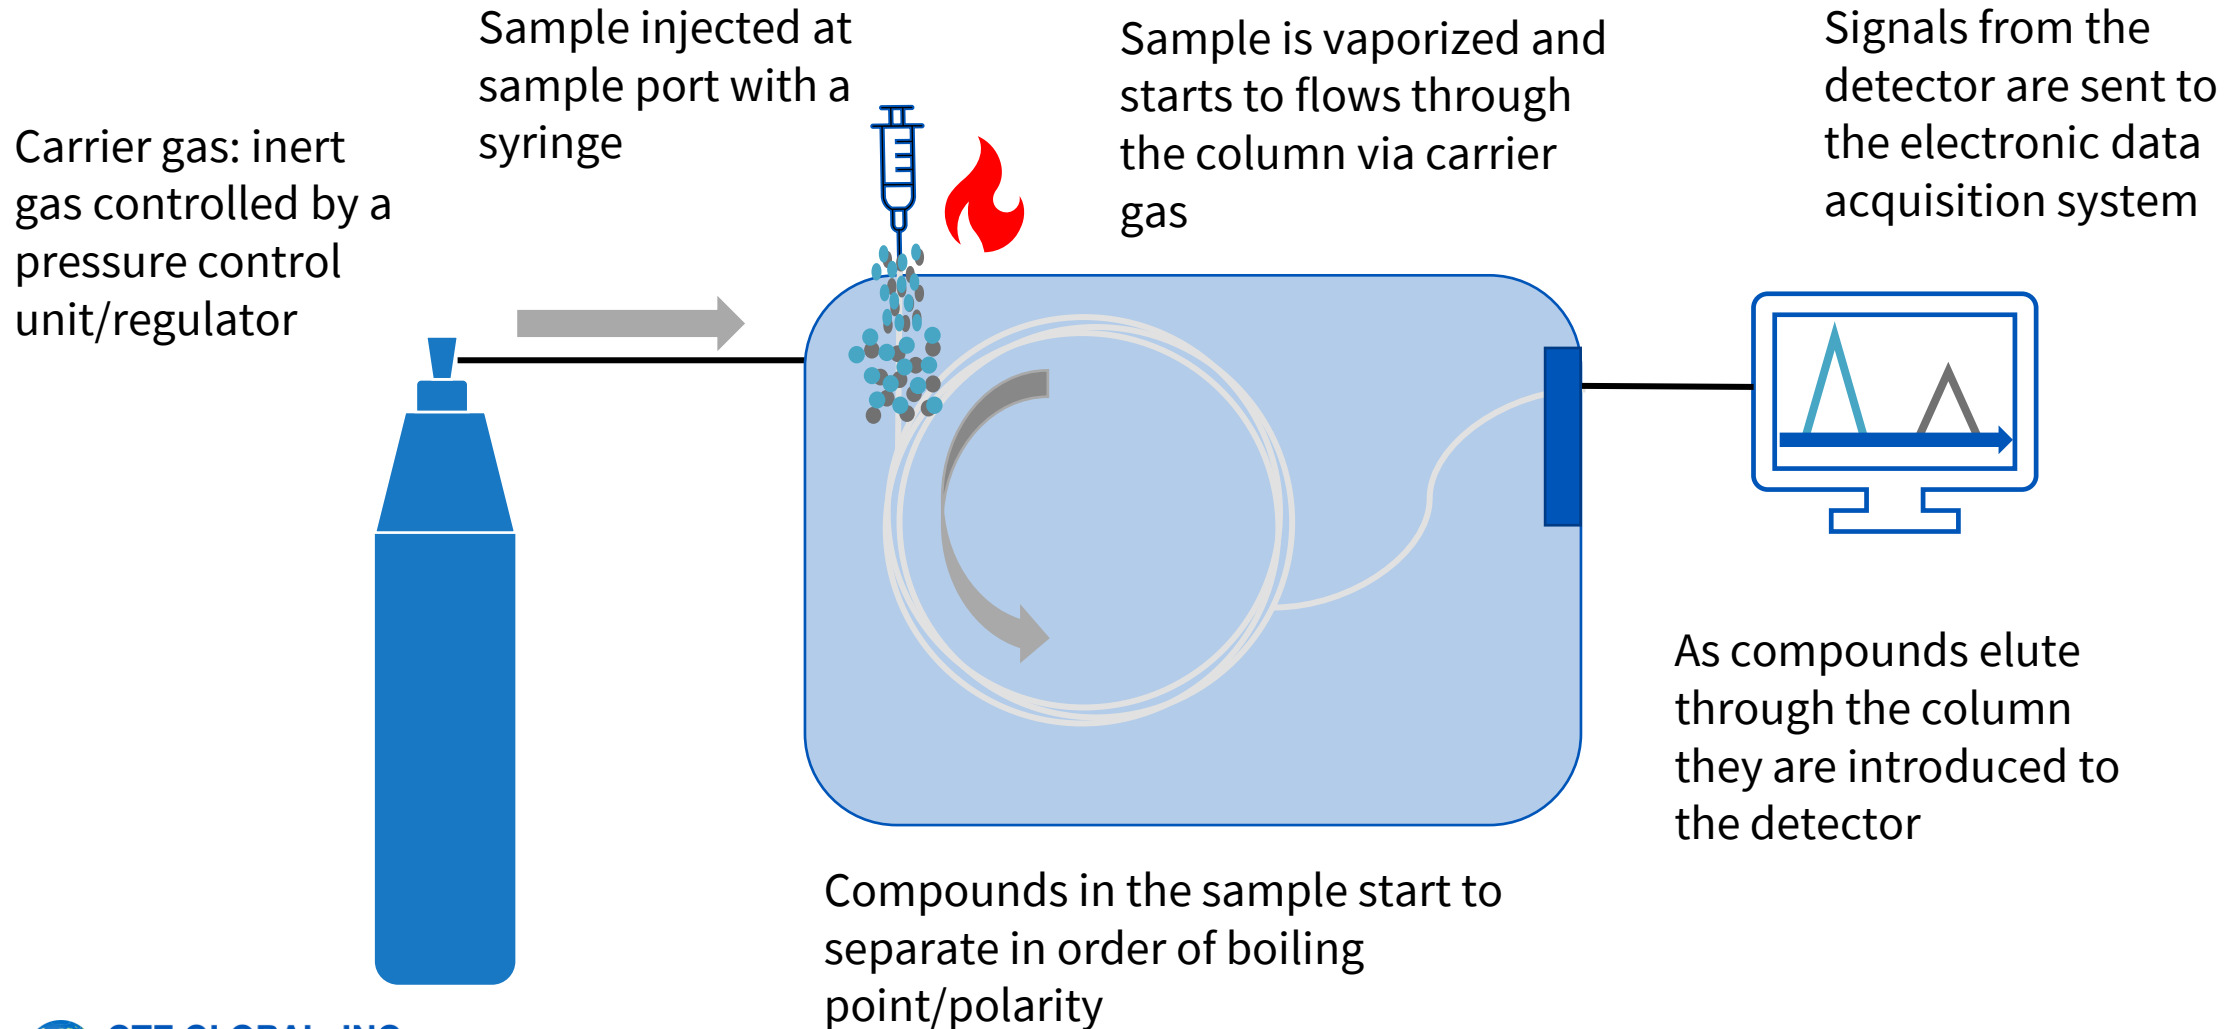 Carrier gas: inert
gas controlled by a
pressure control
unit/regulator
Sample injected at
sample port with a
syringe
Sample is vaporized and
starts to flows through
the column via carrier
gas
Signals from the
detector are sent to
the electronic data
acquisition system
As compounds elute
through the column
they are introduced to
the detector
Compounds in the sample start to
separate in order of boiling
point/polarity
GLOBAL, INC